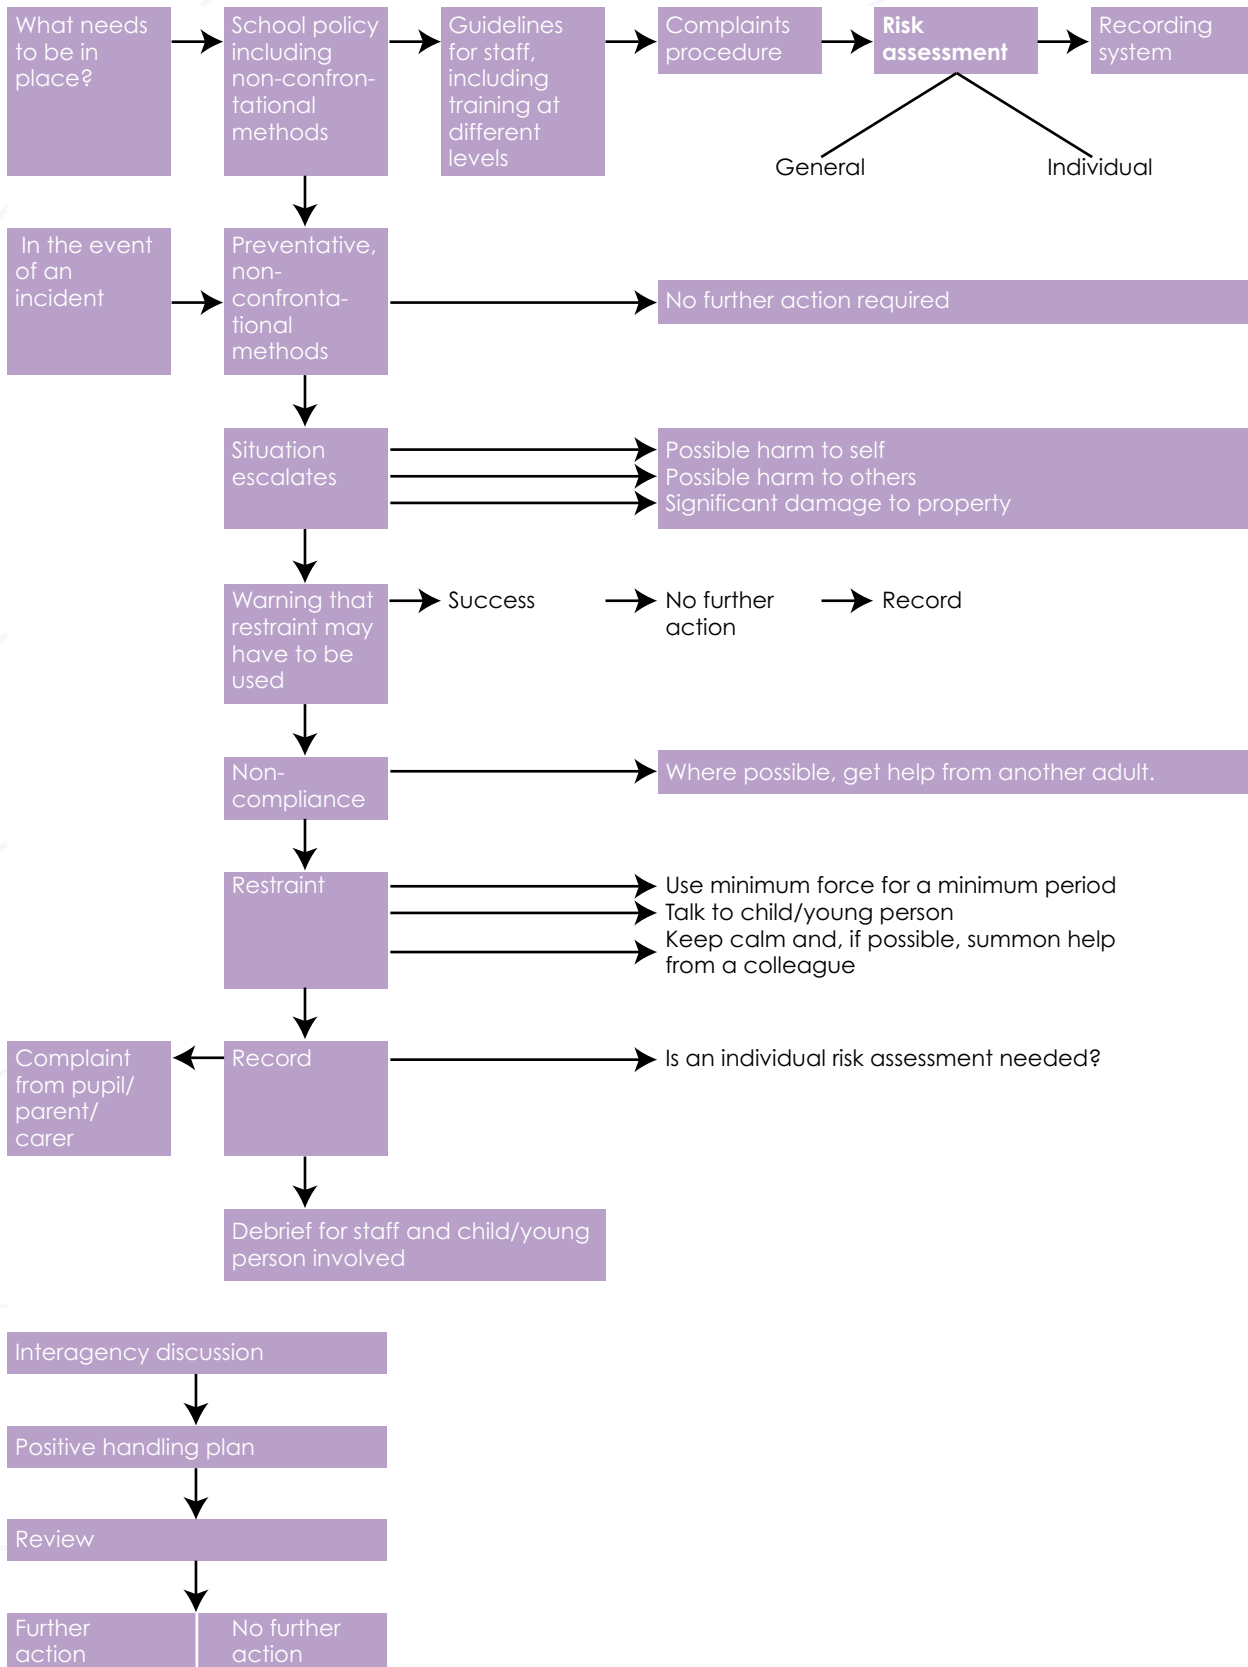 What needs
to be in
place?
School policy
including
non-confron-
tational
methods
Guidelines
for staff,
including
training at
different
levels
Complaints
procedure
Risk
assessment
Recording
system
General
Individual
In the event
of an
incident
Preventative,
non-
confronta-
tional
methods
No further action required
Situation
escalates
Possible harm to self
Possible harm to others
Significant damage to property
Warning that
restraint may
have to be
used
Success
No further
action
Record
Non-
compliance
Where possible, get help from another adult.
Restraint
Use minimum force for a minimum period
Talk to child/young person
Keep calm and, if possible, summon help
from a colleague
Complaint
from pupil/
parent/
carer
Record
Is an individual risk assessment needed?
Debrief for staff and child/young
person involved
Interagency discussion
Positive handling plan
Review
Further
action
No further
action